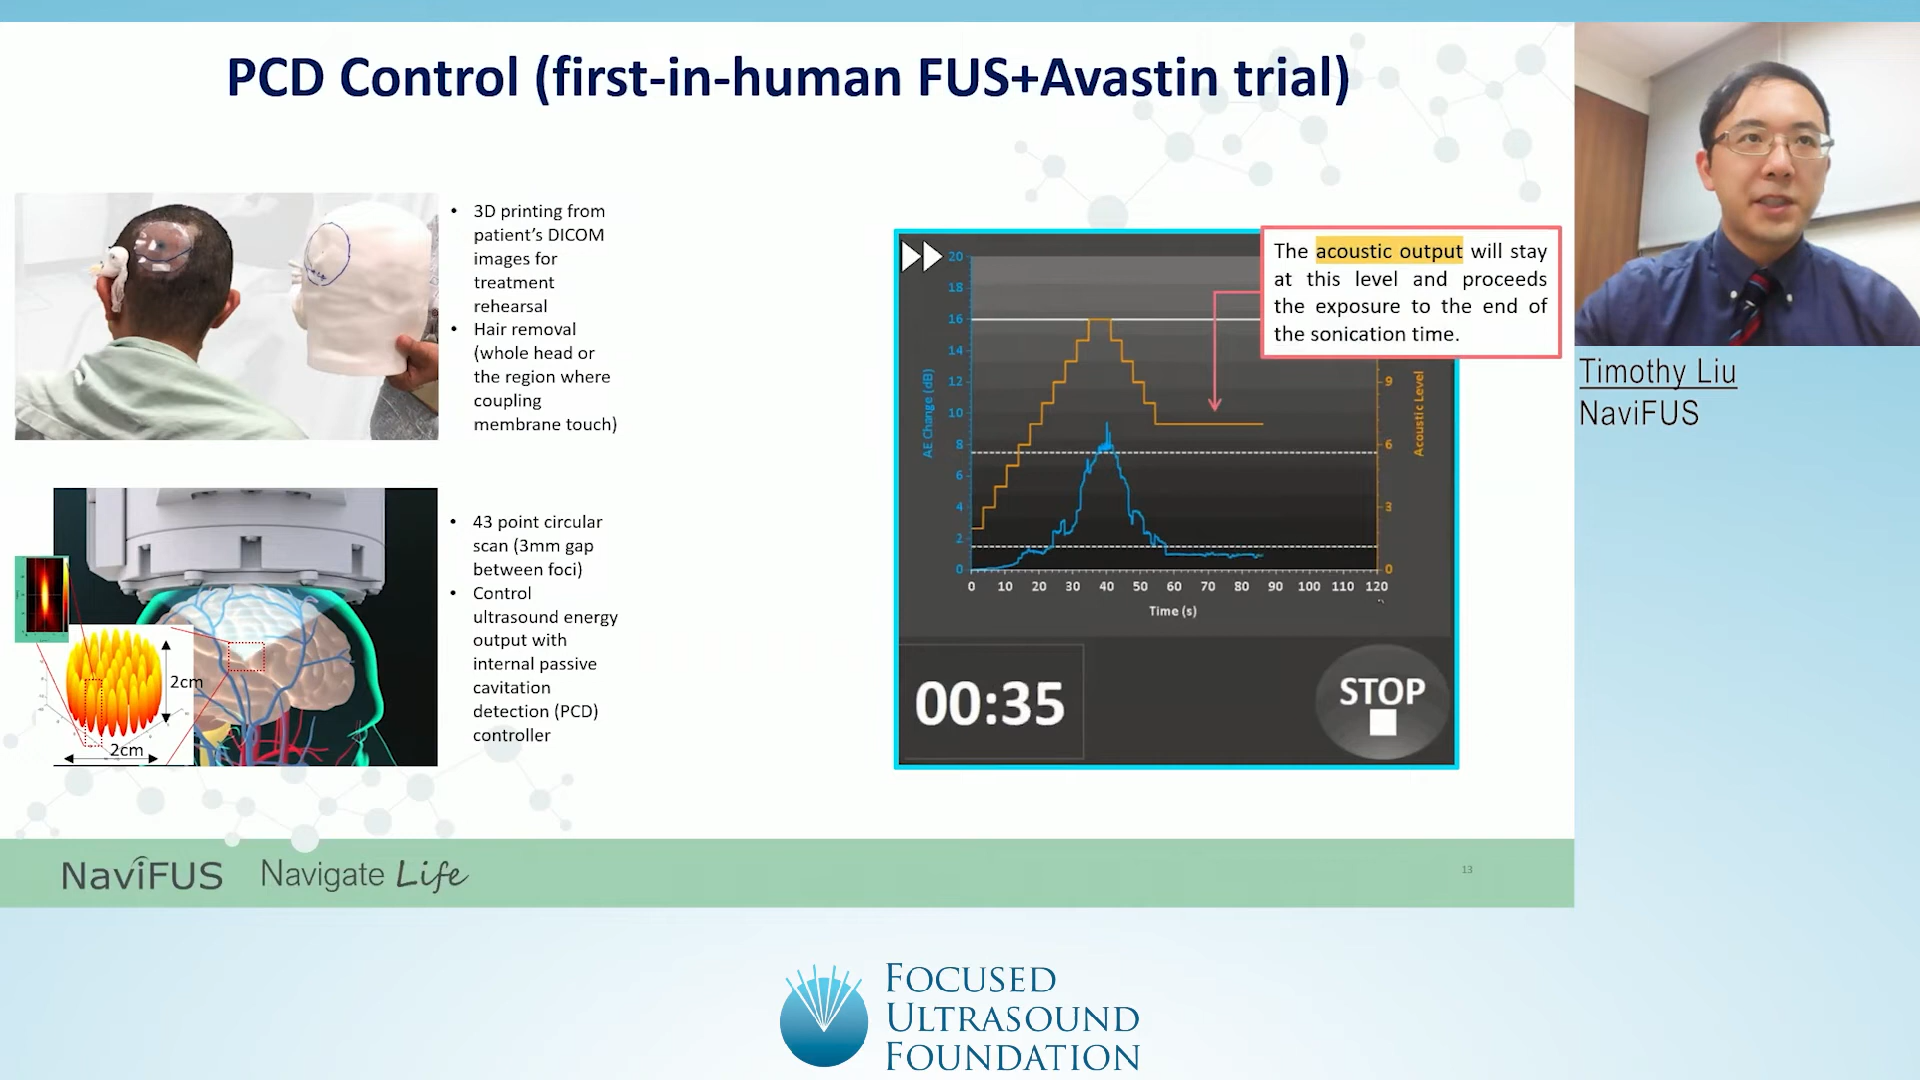 PCD Control (first-in-human FUS+Avastin trial)
• 3D printing from
patient's DICOM
images for
treatment
rehearsal
• Hair removal
(whole head or
the region where
coupling
membrane touch)
• 43 point circular
scan (3mm gap
between foci)
• Control
ultrasound energy
output with
internal passive
cavitation
detection (PCD)
controller
2cm
2cm
The acoustic output will stay
at this level and proceeds
the exposure to the end of
the sonication time.
20
18
16
14
12
10
8
6
4
2
0
AE Change (dB)
9
6
3
0
Acoustic Level
0 10 20 30 40 50 60 70 80 90 100 110 120
Time (s)
00:35
STOP
Timothy Liu
NaviFUS
NaviFUS Navigate Life
13
FOCUSED
ULTRASOUND
FOUNDATION